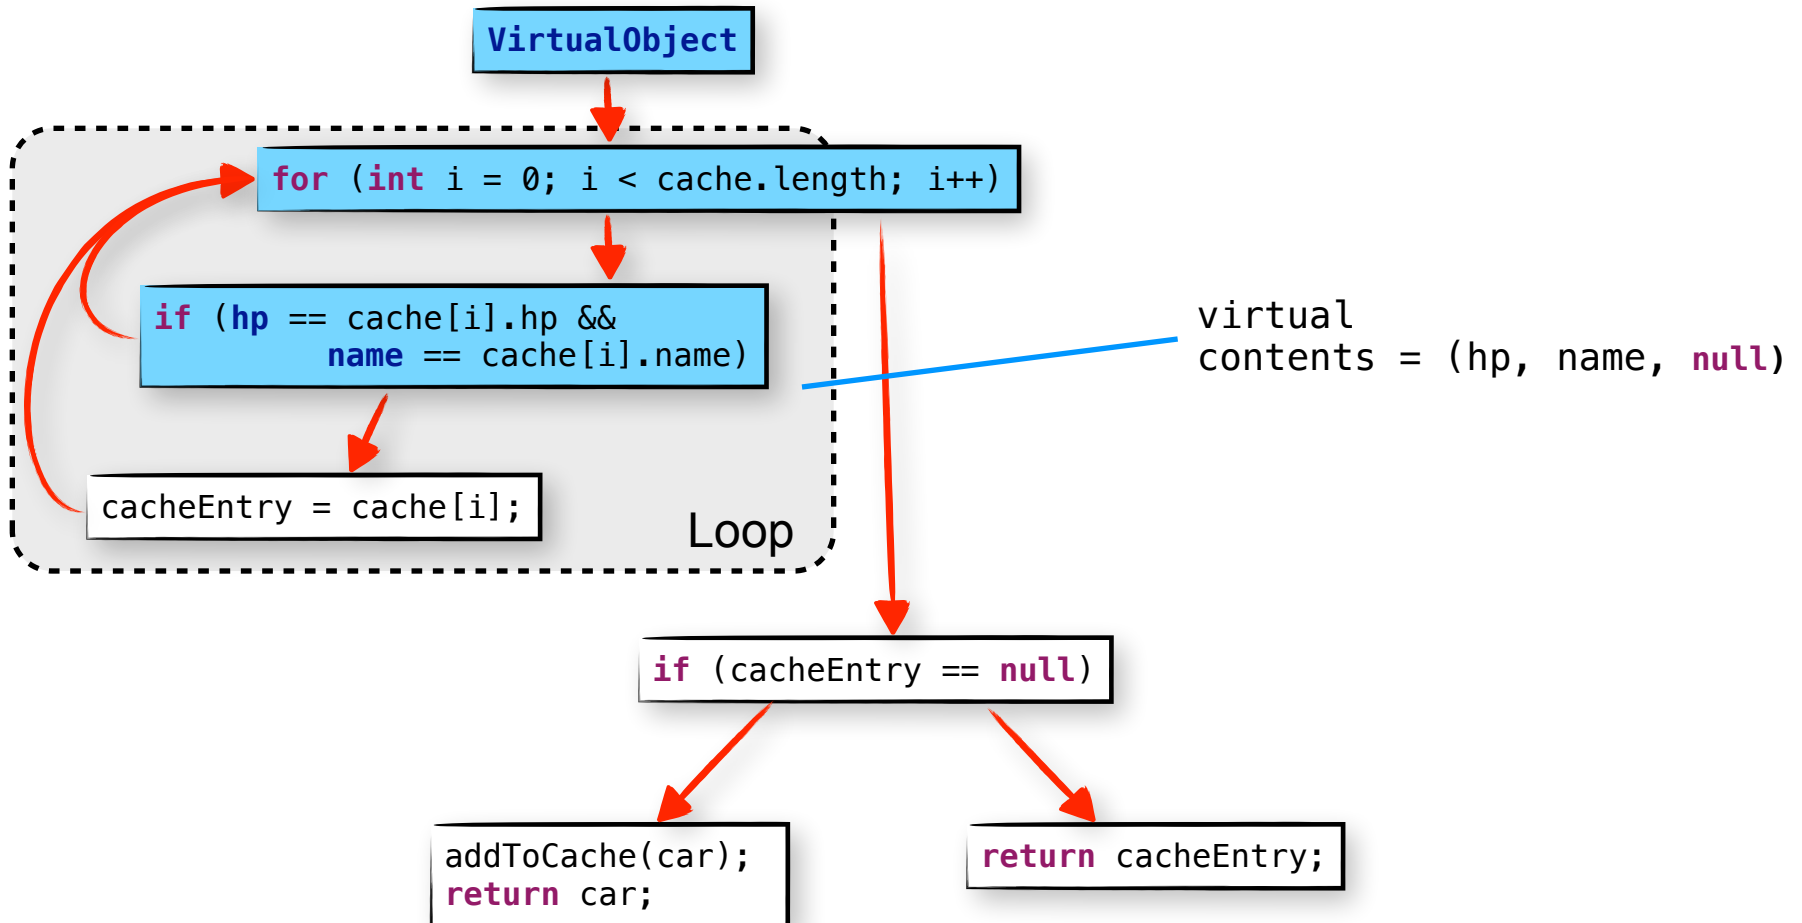 VirtualObject
for (int i = 0; i < cache.length; i++)
if (hp == cache[i].hp &&
name == cache[i].name)
virtual
contents = (hp, name, null)
cacheEntry = cache[i];
Loop
if (cacheEntry == null)
addToCache(car);
return car;
return cacheEntry;